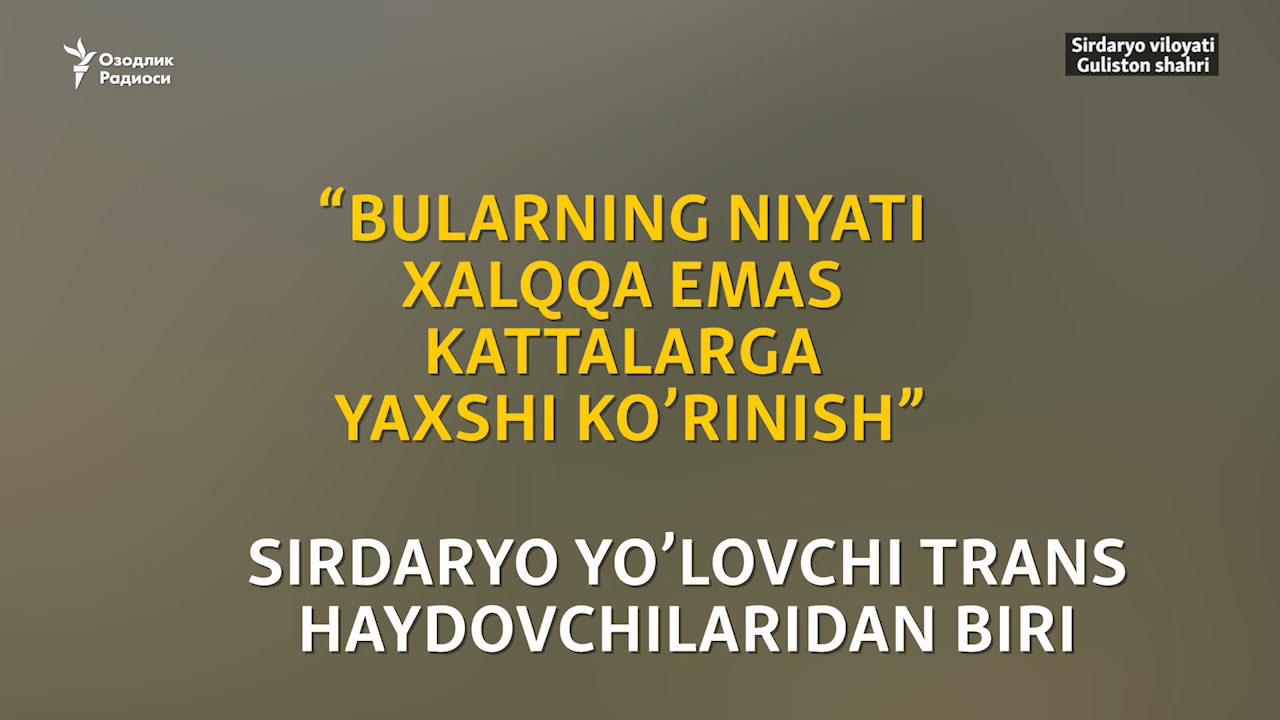 Озодлик
Радиоси
Sirdaryo viloyati
Guliston shahri
“BULARNING NIYATI
XALQQA EMAS
KATTALARGA
YAXSHI KO’RINISH”
SIRDARYO YO’LOVCHI TRANS
HAYDOVCHILARIDAN BIRI